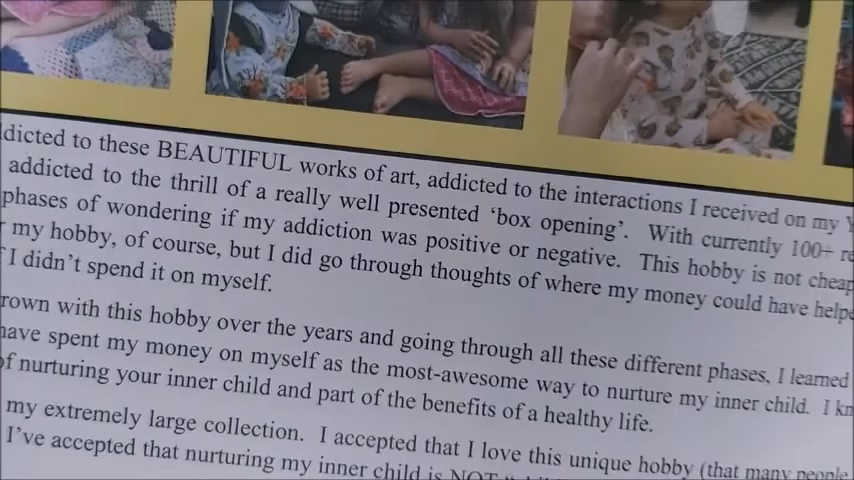 ddicted to these BEAUTIFUL works of art, addicted to the interactions I received on my Y
addicted to the thrill of a really well presented ‘box opening’. With currently 100+ re
phases of wondering if my addiction was positive or negative. This hobby is not cheap
r my hobby, of course, but I did go through thoughts of where my money could have helpe
f I didn’t spend it on myself.
rown with this hobby over the years and going through all these different phases, I learned
have spent my money on myself as the most-awesome way to nurture my inner child. I kn
of nurturing your inner child and part of the benefits of a healthy life.
my extremely large collection. I accepted that I love this unique hobby (that many people
I’ve accepted that nurturing my inner child is NOT